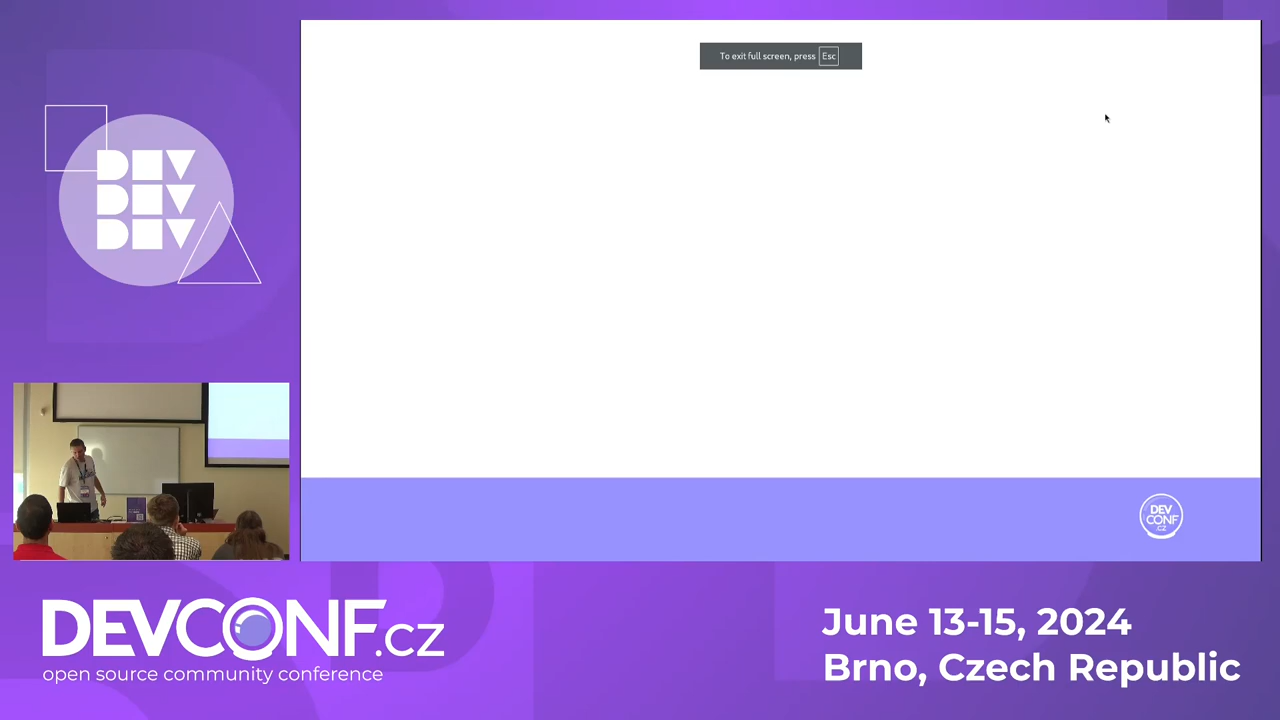 To exit full screen, press Esc
DEV
DEV
DEV
DEV
CONF
.cz
DEVCONF.cz
open source community conference
June 13-15, 2024
Brno, Czech Republic